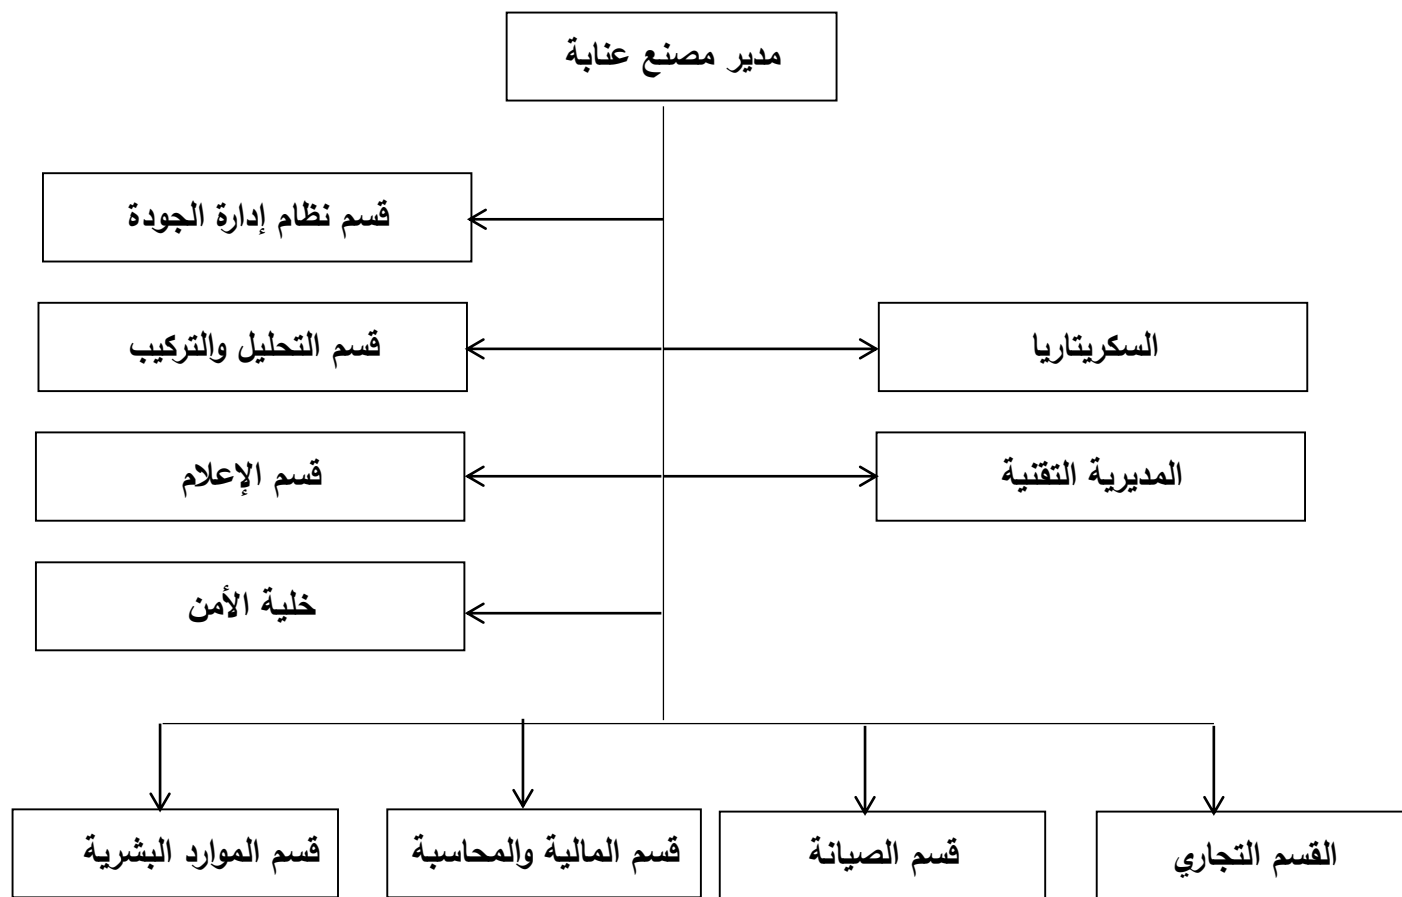 مدير مصنع عنابة
قسم نظام إدارة الجودة
السكريتاريا
قسم التحليل والتركيب
المديرية التقنية
قسم الإعلام
خلية الأمن
القسم التجاري
قسم الصيانة
قسم المالية والمحاسبة
قسم الموارد البشرية